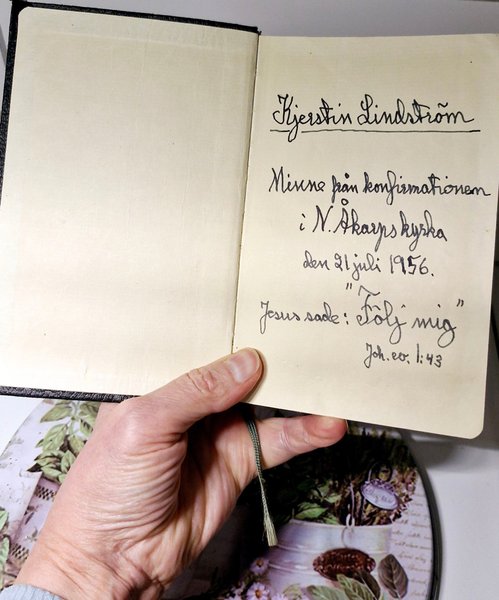 Kjerstin Lindström
Minne från konfirmationen
i N. Åkarps kyrka
den 21 juli 1956.
Jesus sade: "Följ mig"
Joh. ev. 1:43